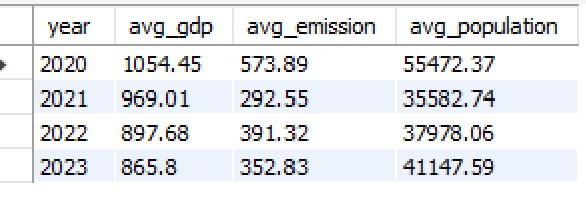 year avg_gdp avg_emission avg_population
2020 1054.45 573.89 55472.37
2021 969.01 292.55 35582.74
2022 897.68 391.32 37978.06
2023 865.8 352.83 41147.59